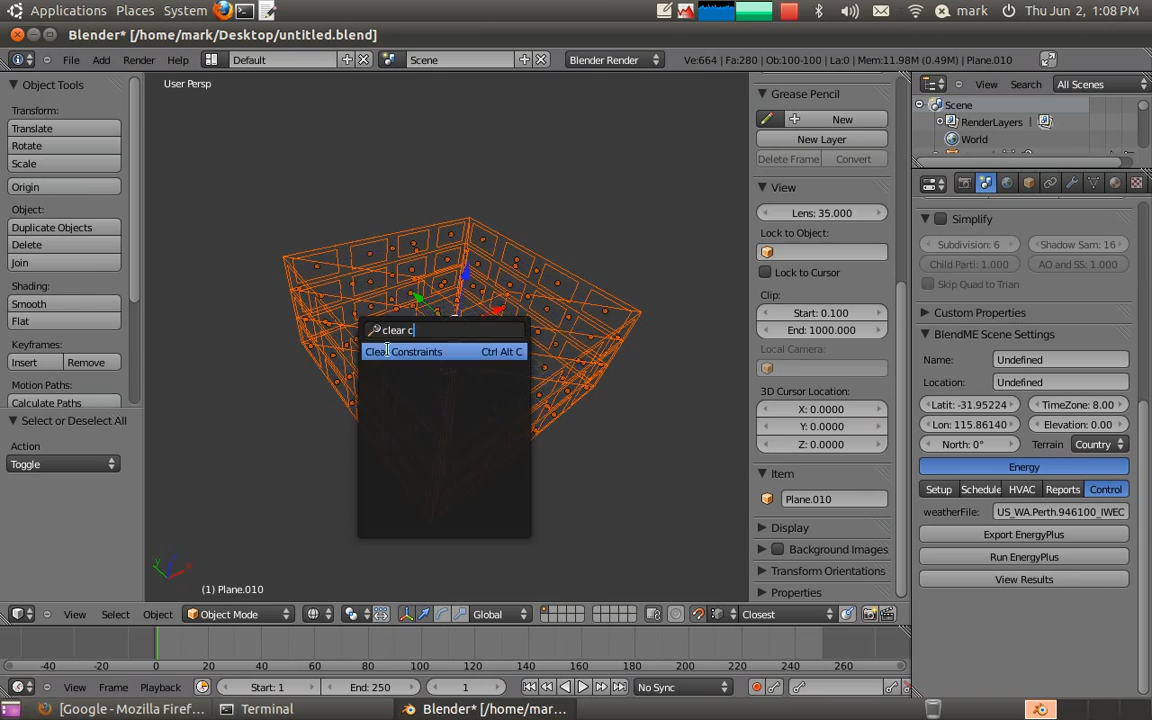 Applications Places System mark Thu Jun 2, 1:08 PM
Blender* [/home/mark/Desktop/untitled.blend]
File Add Render Help Default Scene Blender Render Ve:664 | Fa:280 | Ob:100-100 | La:0 | Mem:11.98M (0.49M) | Plane.010
Object Tools
Transform:
Translate
Rotate
Scale
Origin
Object:
Duplicate Objects
Delete
Join
Shading:
Smooth
Flat
Keyframes:
Insert Remove
Motion Paths:
Calculate Paths
Select or Deselect All
Action
Toggle
User Persp
clear c
Clear Constraints Ctrl Alt C
(1) Plane.010
Grease Pencil
New
New Layer
Delete Frame Convert
View
Lens: 35.000
Lock to Object:
Lock to Cursor
Clip:
Start: 0.100
End: 1000.000
Local Camera:
3D Cursor Location:
X: 0.0000
Y: 0.0000
Z: 0.0000
Item
Plane.010
Display
Background Images
Transform Orientations
Properties
View Search All Scenes
Scene
RenderLayers
World
Simplify
Subdivision: 6 Shadow Sam: 16
Child Parti: 1.000 AO and SS: 1.000
Skip Quad to Trian
Custom Properties
BlendME Scene Settings
Name: Undefined
Location: Undefined
Latit: -31.95224 TimeZone: 8.00
Lon: 115.86140 Elevation: 0.00
North: 0° Terrain Country
Energy
Setup Schedule HVAC Reports Control
weatherFile: US_WA.Perth.946100_IWEC
Export EnergyPlus
Run EnergyPlus
View Results
View Select Object Object Mode Global Closest
-40 -20 0 20 40 60 80 100 120 140 160 180 200 220 240 260
View Frame Playback Start: 1 End: 250 1 No Sync
[Google - Mozilla Firef... Terminal Blender* [/home/mar...